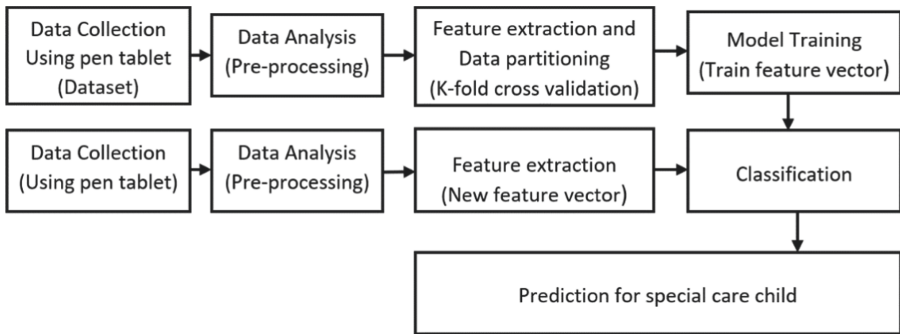 Data Collection
Using pen tablet
(Dataset)
Data Analysis
(Pre-processing)
Feature extraction and
Data partitioning
(K-fold cross validation)
Model Training
(Train feature vector)
Data Collection
(Using pen tablet)
Data Analysis
(Pre-processing)
Feature extraction
(New feature vector)
Classification
Prediction for special care child